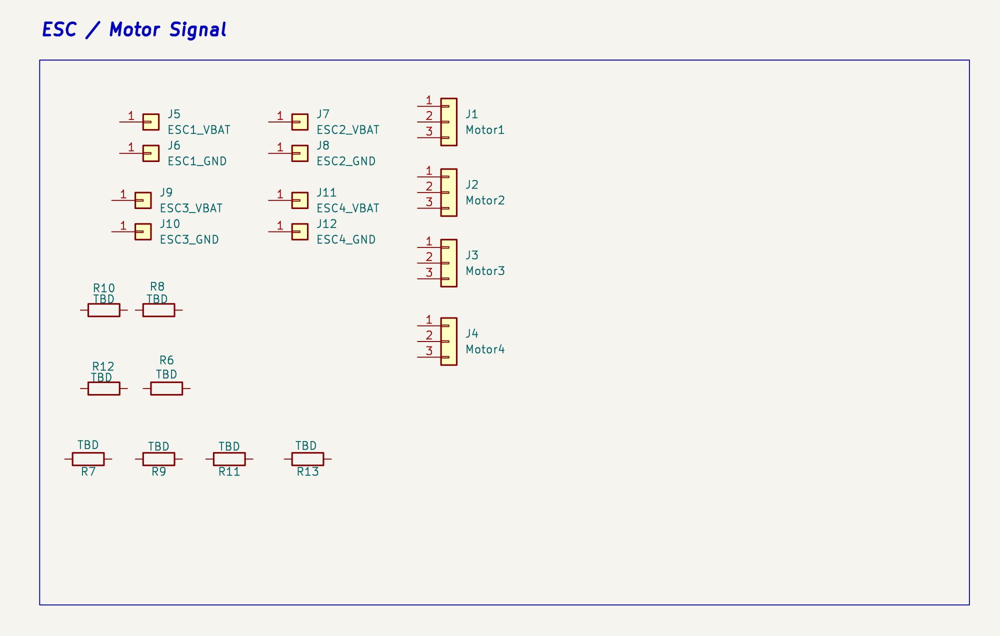 ESC / Motor Signal
1
J5
ESC1_VBAT
1
J6
ESC1_GND
1
J7
ESC2_VBAT
1
J8
ESC2_GND
1
2
3
J1
Motor1
1
J9
ESC3_VBAT
1
J10
ESC3_GND
1
J11
ESC4_VBAT
1
J12
ESC4_GND
1
2
3
J2
Motor2
1
2
3
J3
Motor3
R10
TBD
R8
TBD
1
2
3
J4
Motor4
R12
TBD
R6
TBD
TBD
R7
TBD
R9
TBD
R11
TBD
R13